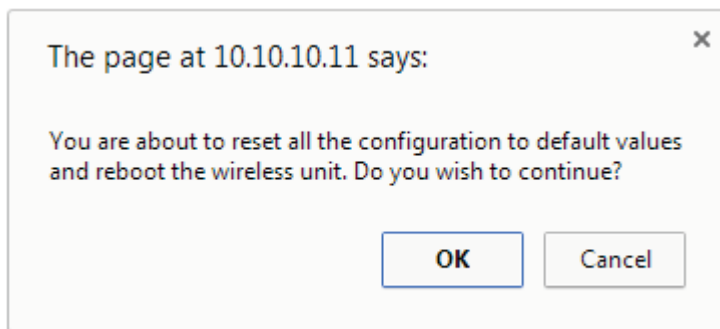 The page at 10.10.10.11 says:
You are about to reset all the configuration to default values
and reboot the wireless unit. Do you wish to continue?
OK
Cancel